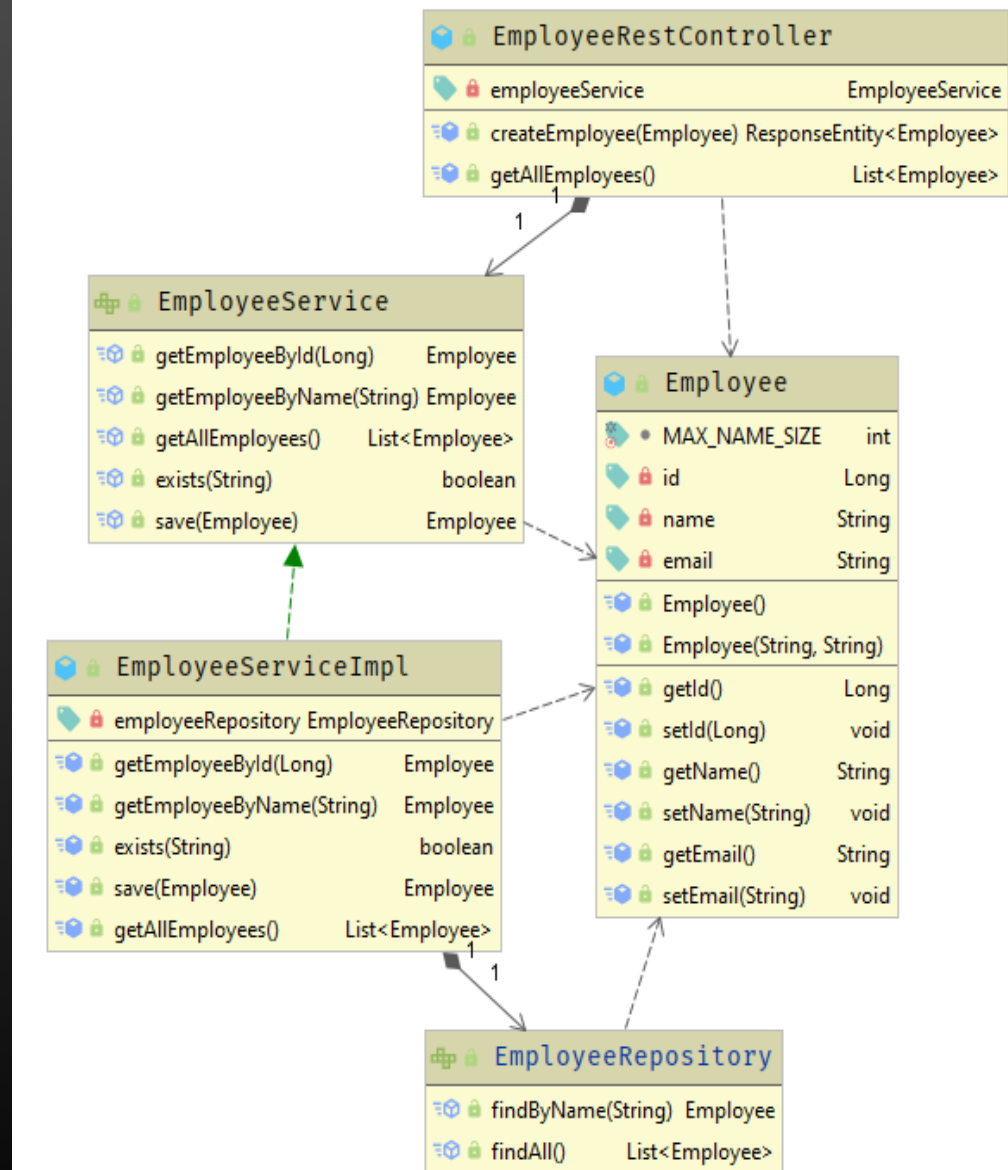 EmployeeRestController
employeeService EmployeeService
createEmployee(Employee) ResponseEntity<Employee>
getAllEmployees() List<Employee>
1
1
EmployeeService
getEmployeeById(Long) Employee
getEmployeeByName(String) Employee
getAllEmployees() List<Employee>
exists(String) boolean
save(Employee) Employee
Employee
MAX_NAME_SIZE int
id Long
name String
email String
Employee()
Employee(String, String)
getId() Long
setId(Long) void
getName() String
setName(String) void
getEmail() String
setEmail(String) void
EmployeeServiceImpl
employeeRepository EmployeeRepository
getEmployeeById(Long) Employee
getEmployeeByName(String) Employee
exists(String) boolean
save(Employee) Employee
getAllEmployees() List<Employee>
1
1
EmployeeRepository
findByName(String) Employee
findAll() List<Employee>